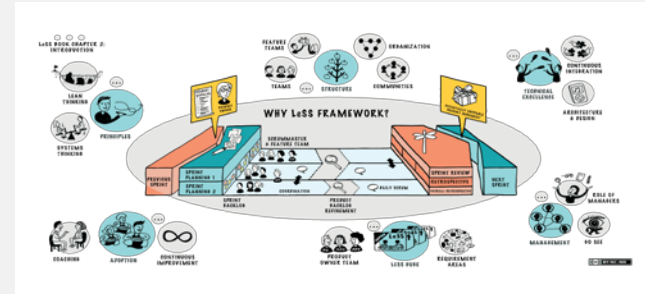 LeSS BOOK CHAPTER 2:
INTRODUCTION
LEAN
THINKING
PRINCIPLES
SYSTEMS
THINKING
FEATURE
TEAMS
TEAMS
STRUCTURE
ORGANIZATION
COMMUNITIES
TECHNICAL
EXCELLENCE
CONTINUOUS
INTEGRATION
ARCHITECTURE
& DESIGN
WHY LeSS FRAMEWORK?
SCRUMMASTER
& FEATURE TEAM
PREVIOUS
SPRINT
SPRINT
PLANNING 1
SPRINT
PLANNING 2
SPRINT
BACKLOG
COORDINATION
PRODUCT
BACKLOG
REFINEMENT
DAILY SCRUM
SPRINT REVIEW
RETROSPECTIVE
OVERALL RETROSPECTIVE
NEXT
SPRINT
COACHING
ADOPTION
CONTINUOUS
IMPROVEMENT
PRODUCT
OWNER TEAM
LESS HUGE
REQUIREMENT
AREAS
ROLE OF
MANAGERS
MANAGEMENT
GO SEE